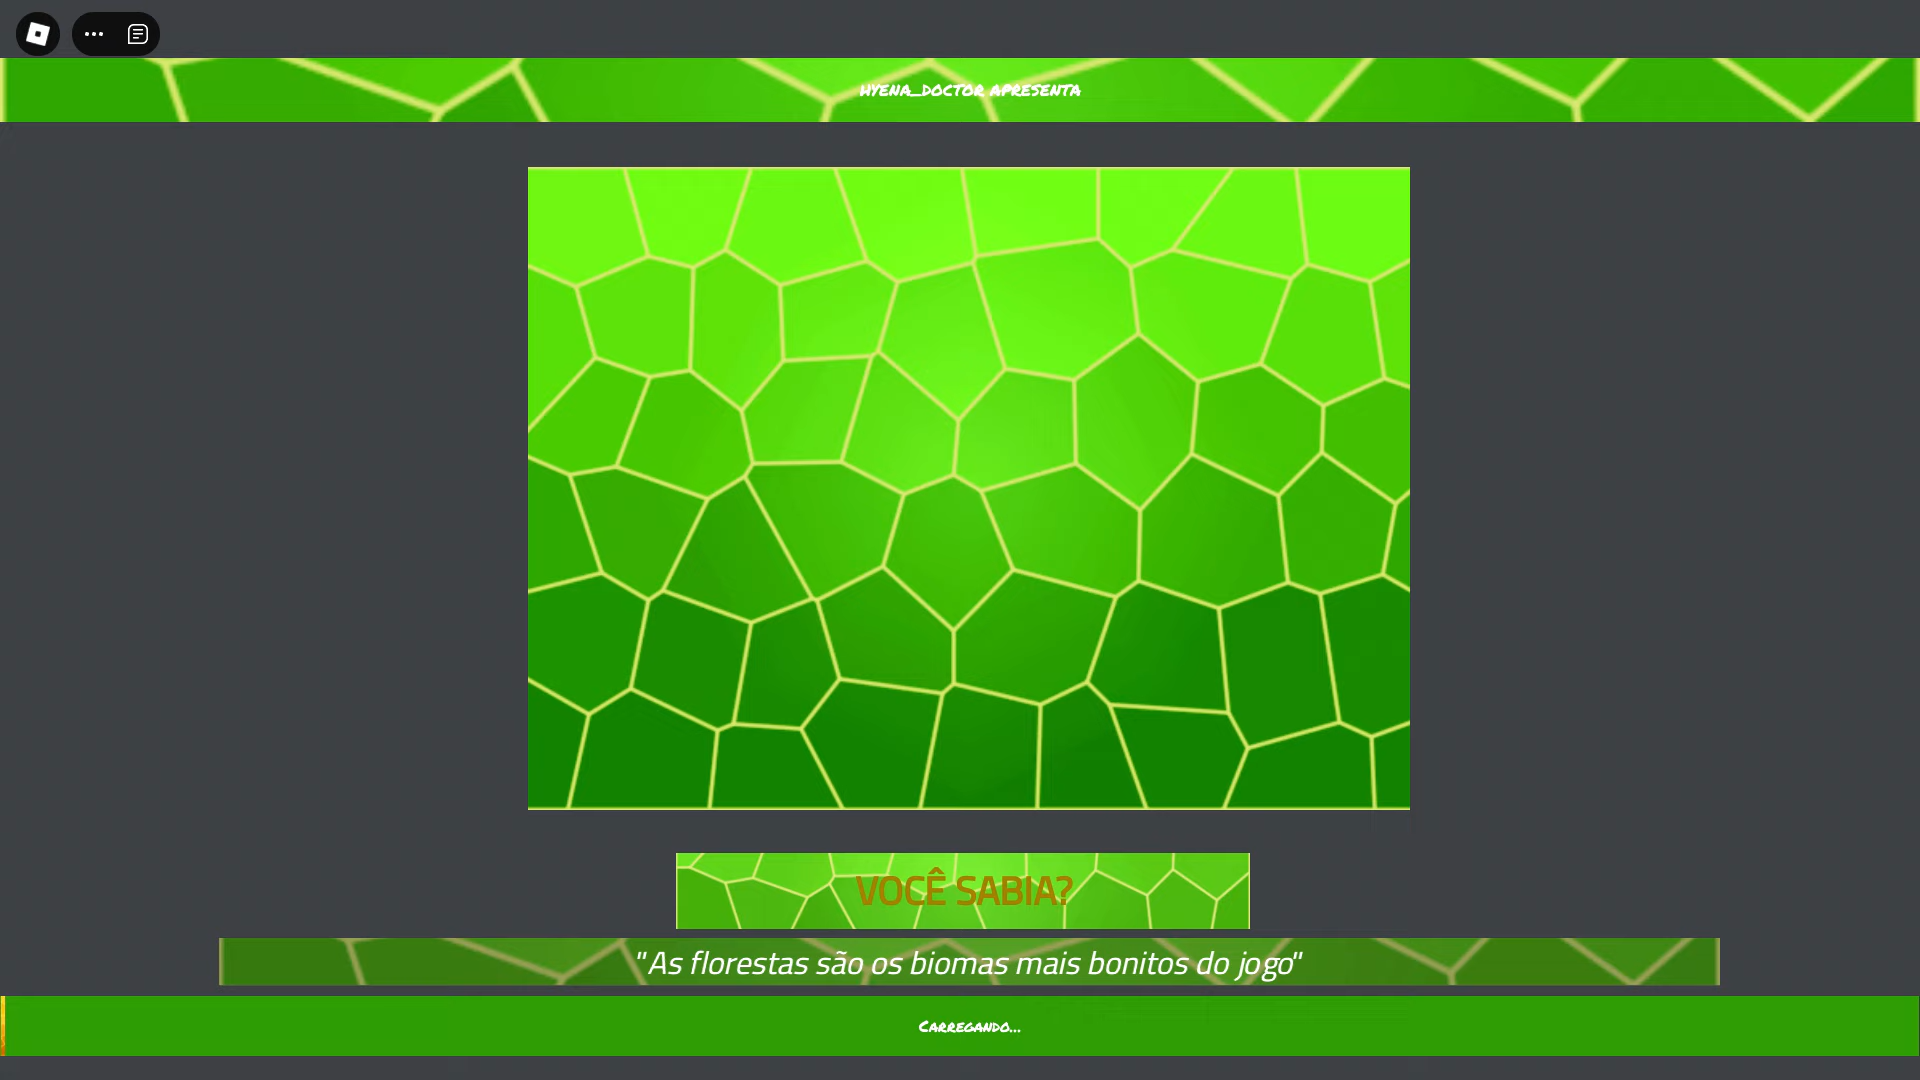 HYENA_DOCTOR APRESENTA
VOCÊ SABIA?
"As florestas são os biomas mais bonitos do jogo"
Carregando...